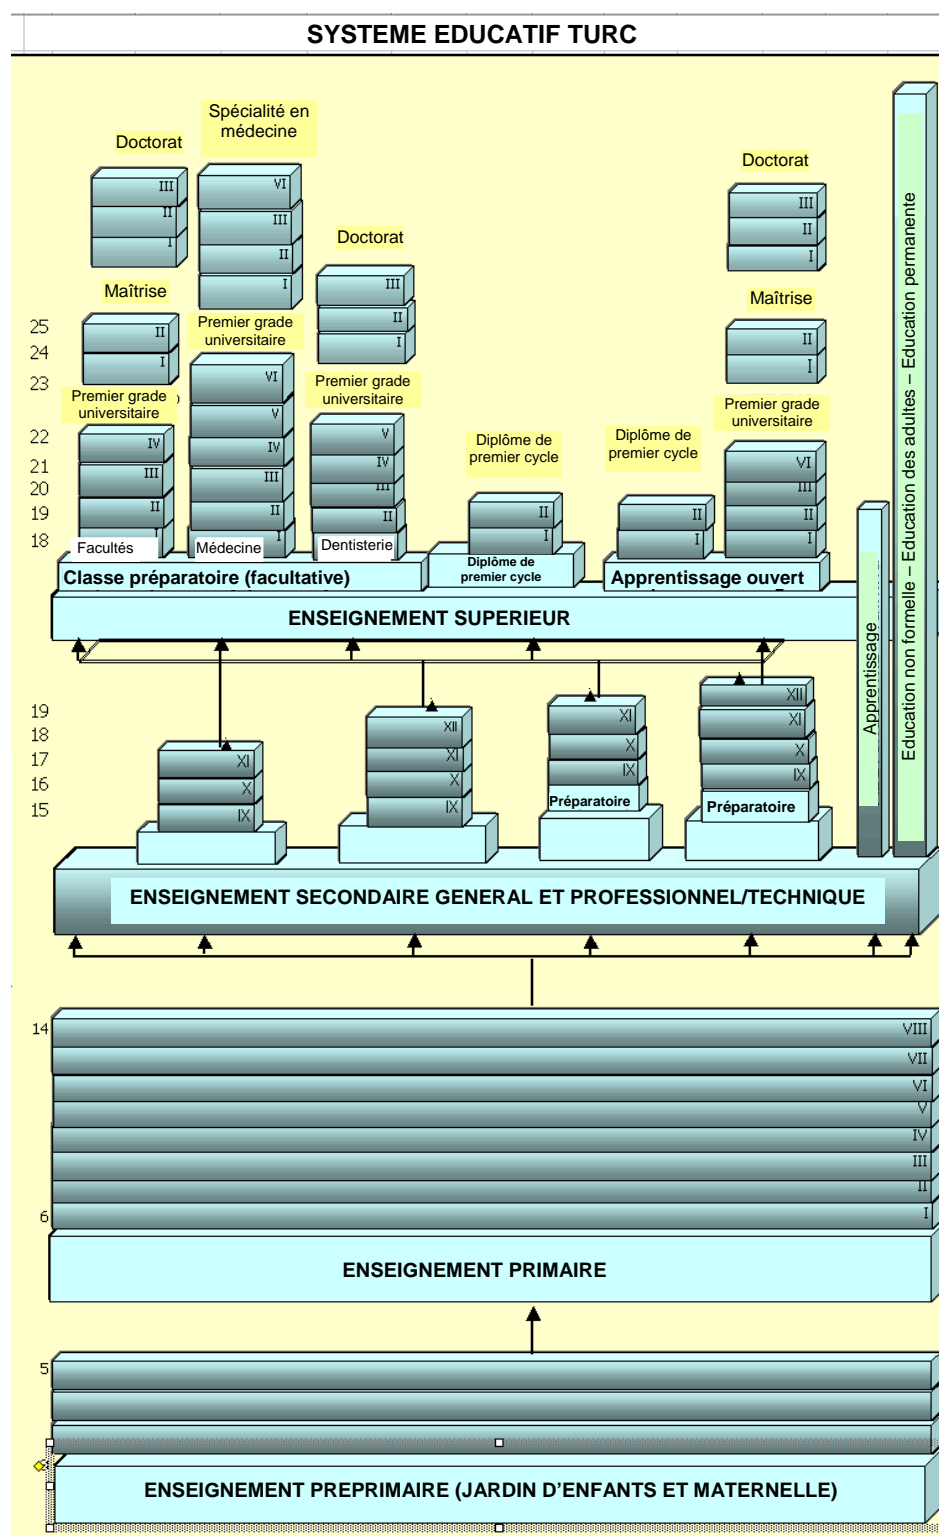 SYSTEME EDUCATIF TURC
Spécialité en
médecine
Doctorat
III
II
I
VI
III
II
I
Doctorat
III
II
I
Doctorat
III
II
I
Maîtrise
II
I
Maîtrise
II
I
25
24
23
22
21
20
19
18
Premier grade
universitaire
IV
III
II
I
Facultés
Premier grade
universitaire
VI
V
IV
III
II
I
Médecine
Premier grade
universitaire
V
IV
III
II
Dentisterie
Diplôme de
premier cycle
II
I
Diplôme de
premier cycle
Diplôme de
premier cycle
II
I
Premier grade
universitaire
VI
III
II
I
Classe préparatoire (facultative)
Apprentissage ouvert
ENSEIGNEMENT SUPERIEUR
Apprentissage
Education non formelle – Education des adultes – Education permanente
19
18
17
16
15
XI
X
IX
XII
XI
X
IX
XI
X
IX
Préparatoire
XII
XI
X
IX
Préparatoire
ENSEIGNEMENT SECONDAIRE GENERAL ET PROFESSIONNEL/TECHNIQUE
14
VIII
VII
VI
V
IV
III
II
6
I
ENSEIGNEMENT PRIMAIRE
5
ENSEIGNEMENT PREPRIMAIRE (JARDIN D'ENFANTS ET MATERNELLE)